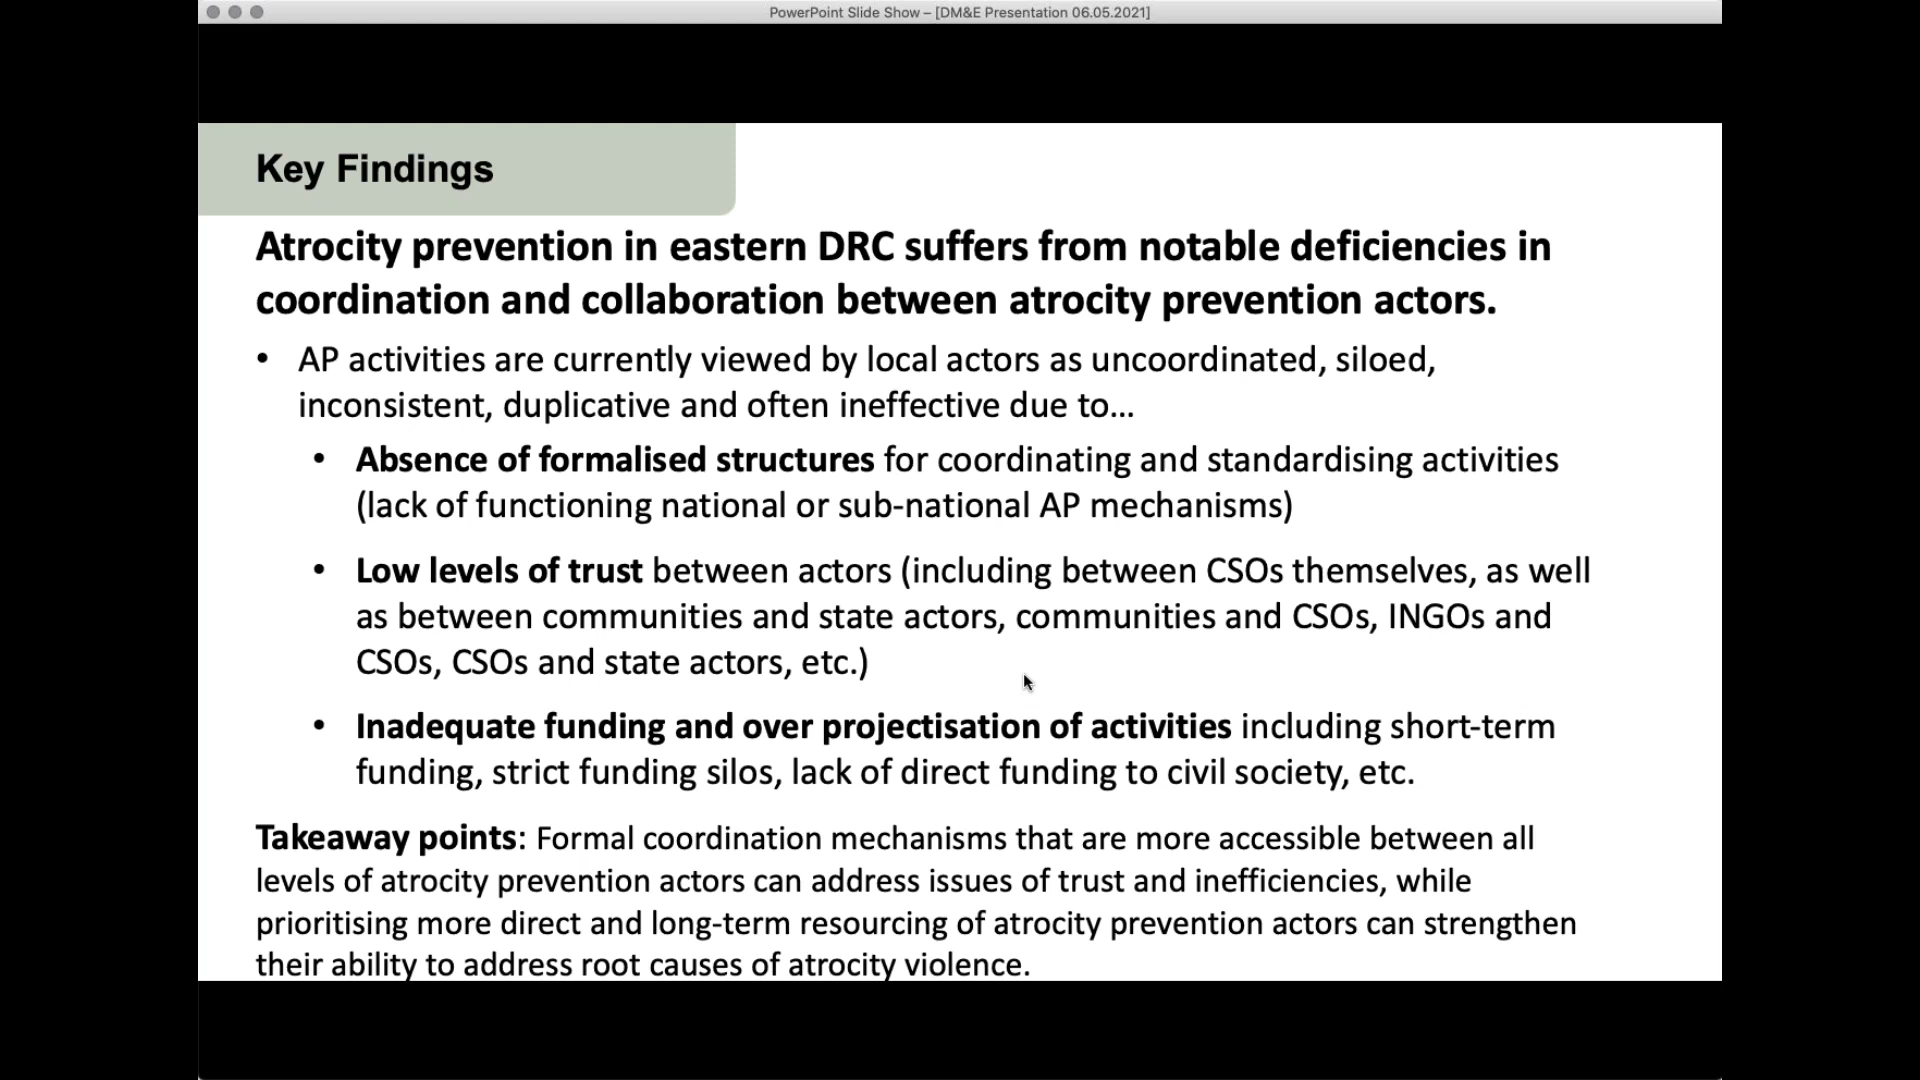 PowerPoint Slide Show – [DM&E Presentation 06.05.2021]
Key Findings
Atrocity prevention in eastern DRC suffers from notable deficiencies in
coordination and collaboration between atrocity prevention actors.
• AP activities are currently viewed by local actors as uncoordinated, siloed,
inconsistent, duplicative and often ineffective due to...
• Absence of formalised structures for coordinating and standardising activities
(lack of functioning national or sub-national AP mechanisms)
• Low levels of trust between actors (including between CSOs themselves, as well
as between communities and state actors, communities and CSOs, INGOs and
CSOs, CSOs and state actors, etc.)
• Inadequate funding and over projectisation of activities including short-term
funding, strict funding silos, lack of direct funding to civil society, etc.
Takeaway points: Formal coordination mechanisms that are more accessible between all
levels of atrocity prevention actors can address issues of trust and inefficiencies, while
prioritising more direct and long-term resourcing of atrocity prevention actors can strengthen
their ability to address root causes of atrocity violence.